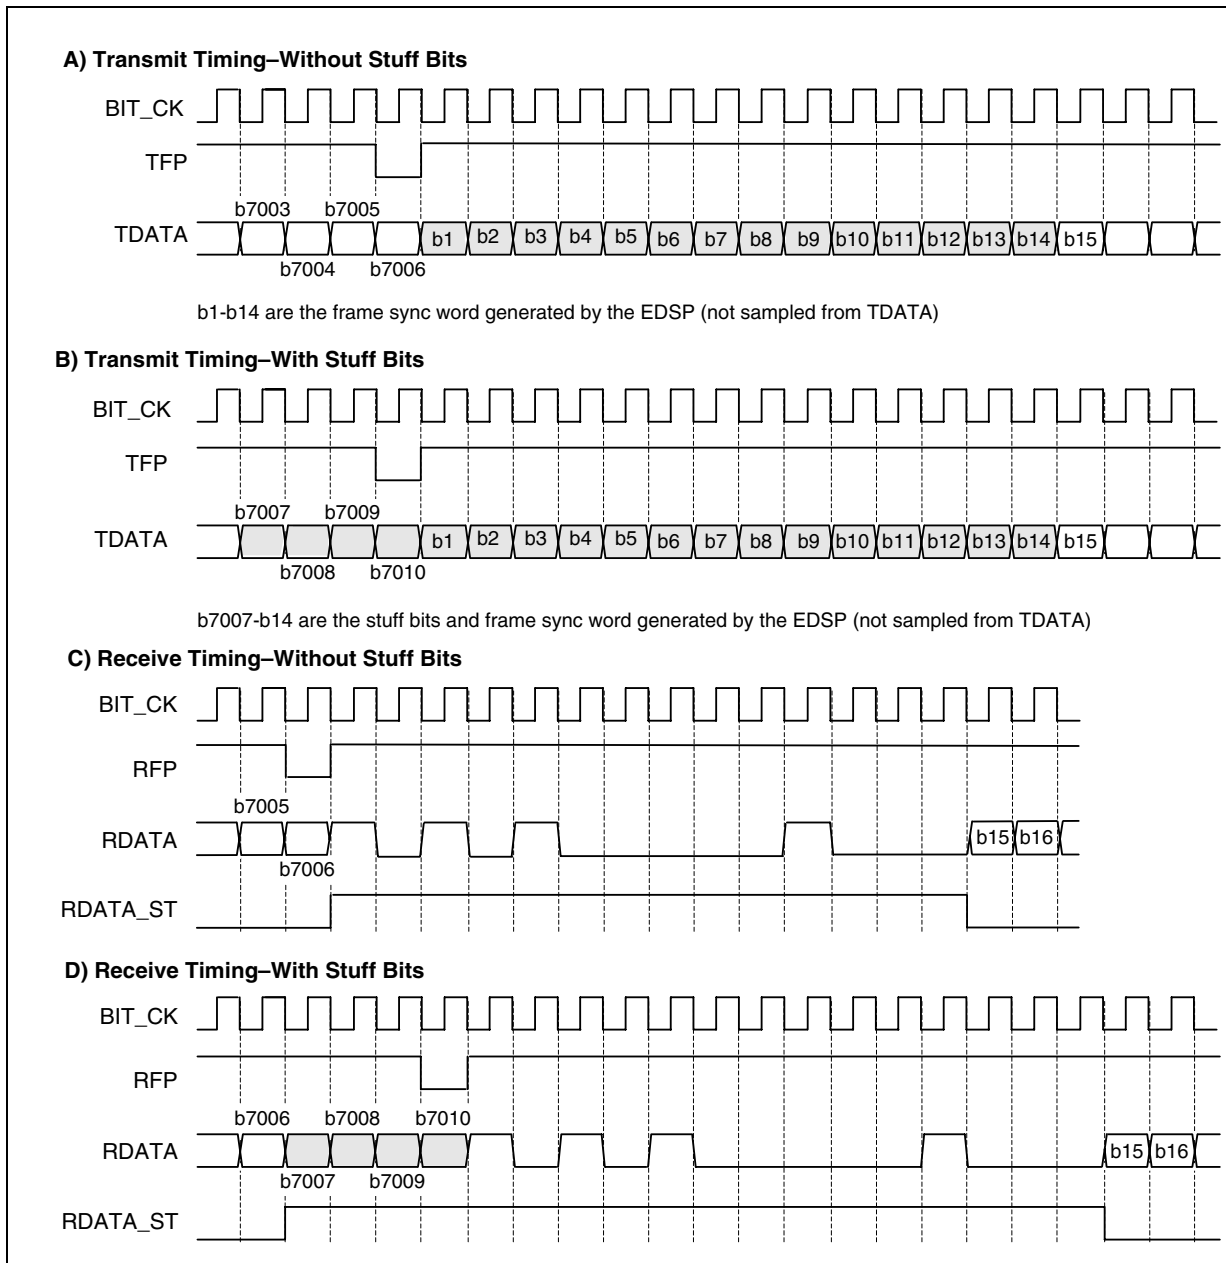 A) Transmit Timing–Without Stuff Bits
BIT_CK
TFP
b7003 b7005
TDATA b1 b2 b3 b4 b5 b6 b7 b8 b9 b10 b11 b12 b13 b14 b15
b7004 b7006
b1-b14 are the frame sync word generated by the EDSP (not sampled from TDATA)
B) Transmit Timing–With Stuff Bits
BIT_CK
TFP
b7007 b7009
TDATA b1 b2 b3 b4 b5 b6 b7 b8 b9 b10 b11 b12 b13 b14 b15
b7008 b7010
b7007-b14 are the stuff bits and frame sync word generated by the EDSP (not sampled from TDATA)
C) Receive Timing–Without Stuff Bits
BIT_CK
RFP
b7005
RDATA b15 b16
b7006
RDATA_ST
D) Receive Timing–With Stuff Bits
BIT_CK
RFP
b7006 b7008 b7010
RDATA b15 b16
b7007 b7009
RDATA_ST